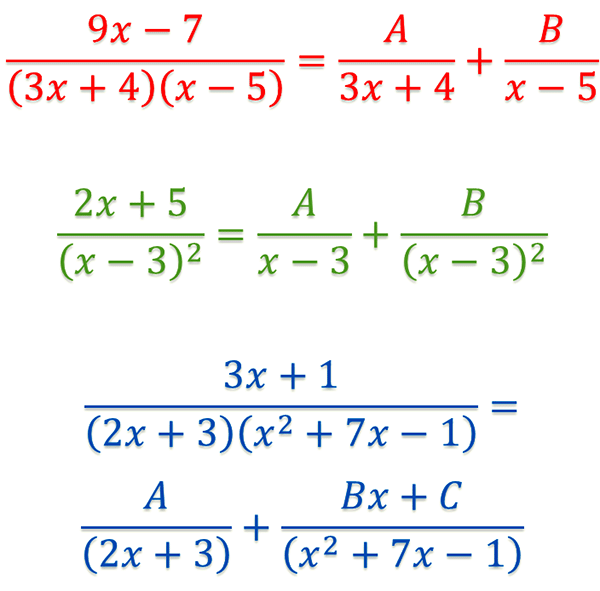 (9x − 7)/((3x + 4)(x − 5)) = A/(3x + 4) + B/(x − 5)
(2x + 5)/(x − 3)² = A/(x − 3) + B/(x − 3)²
(3x + 1)/((2x + 3)(x² + 7x − 1)) =
A/(2x + 3) + (Bx + C)/(x² + 7x − 1)